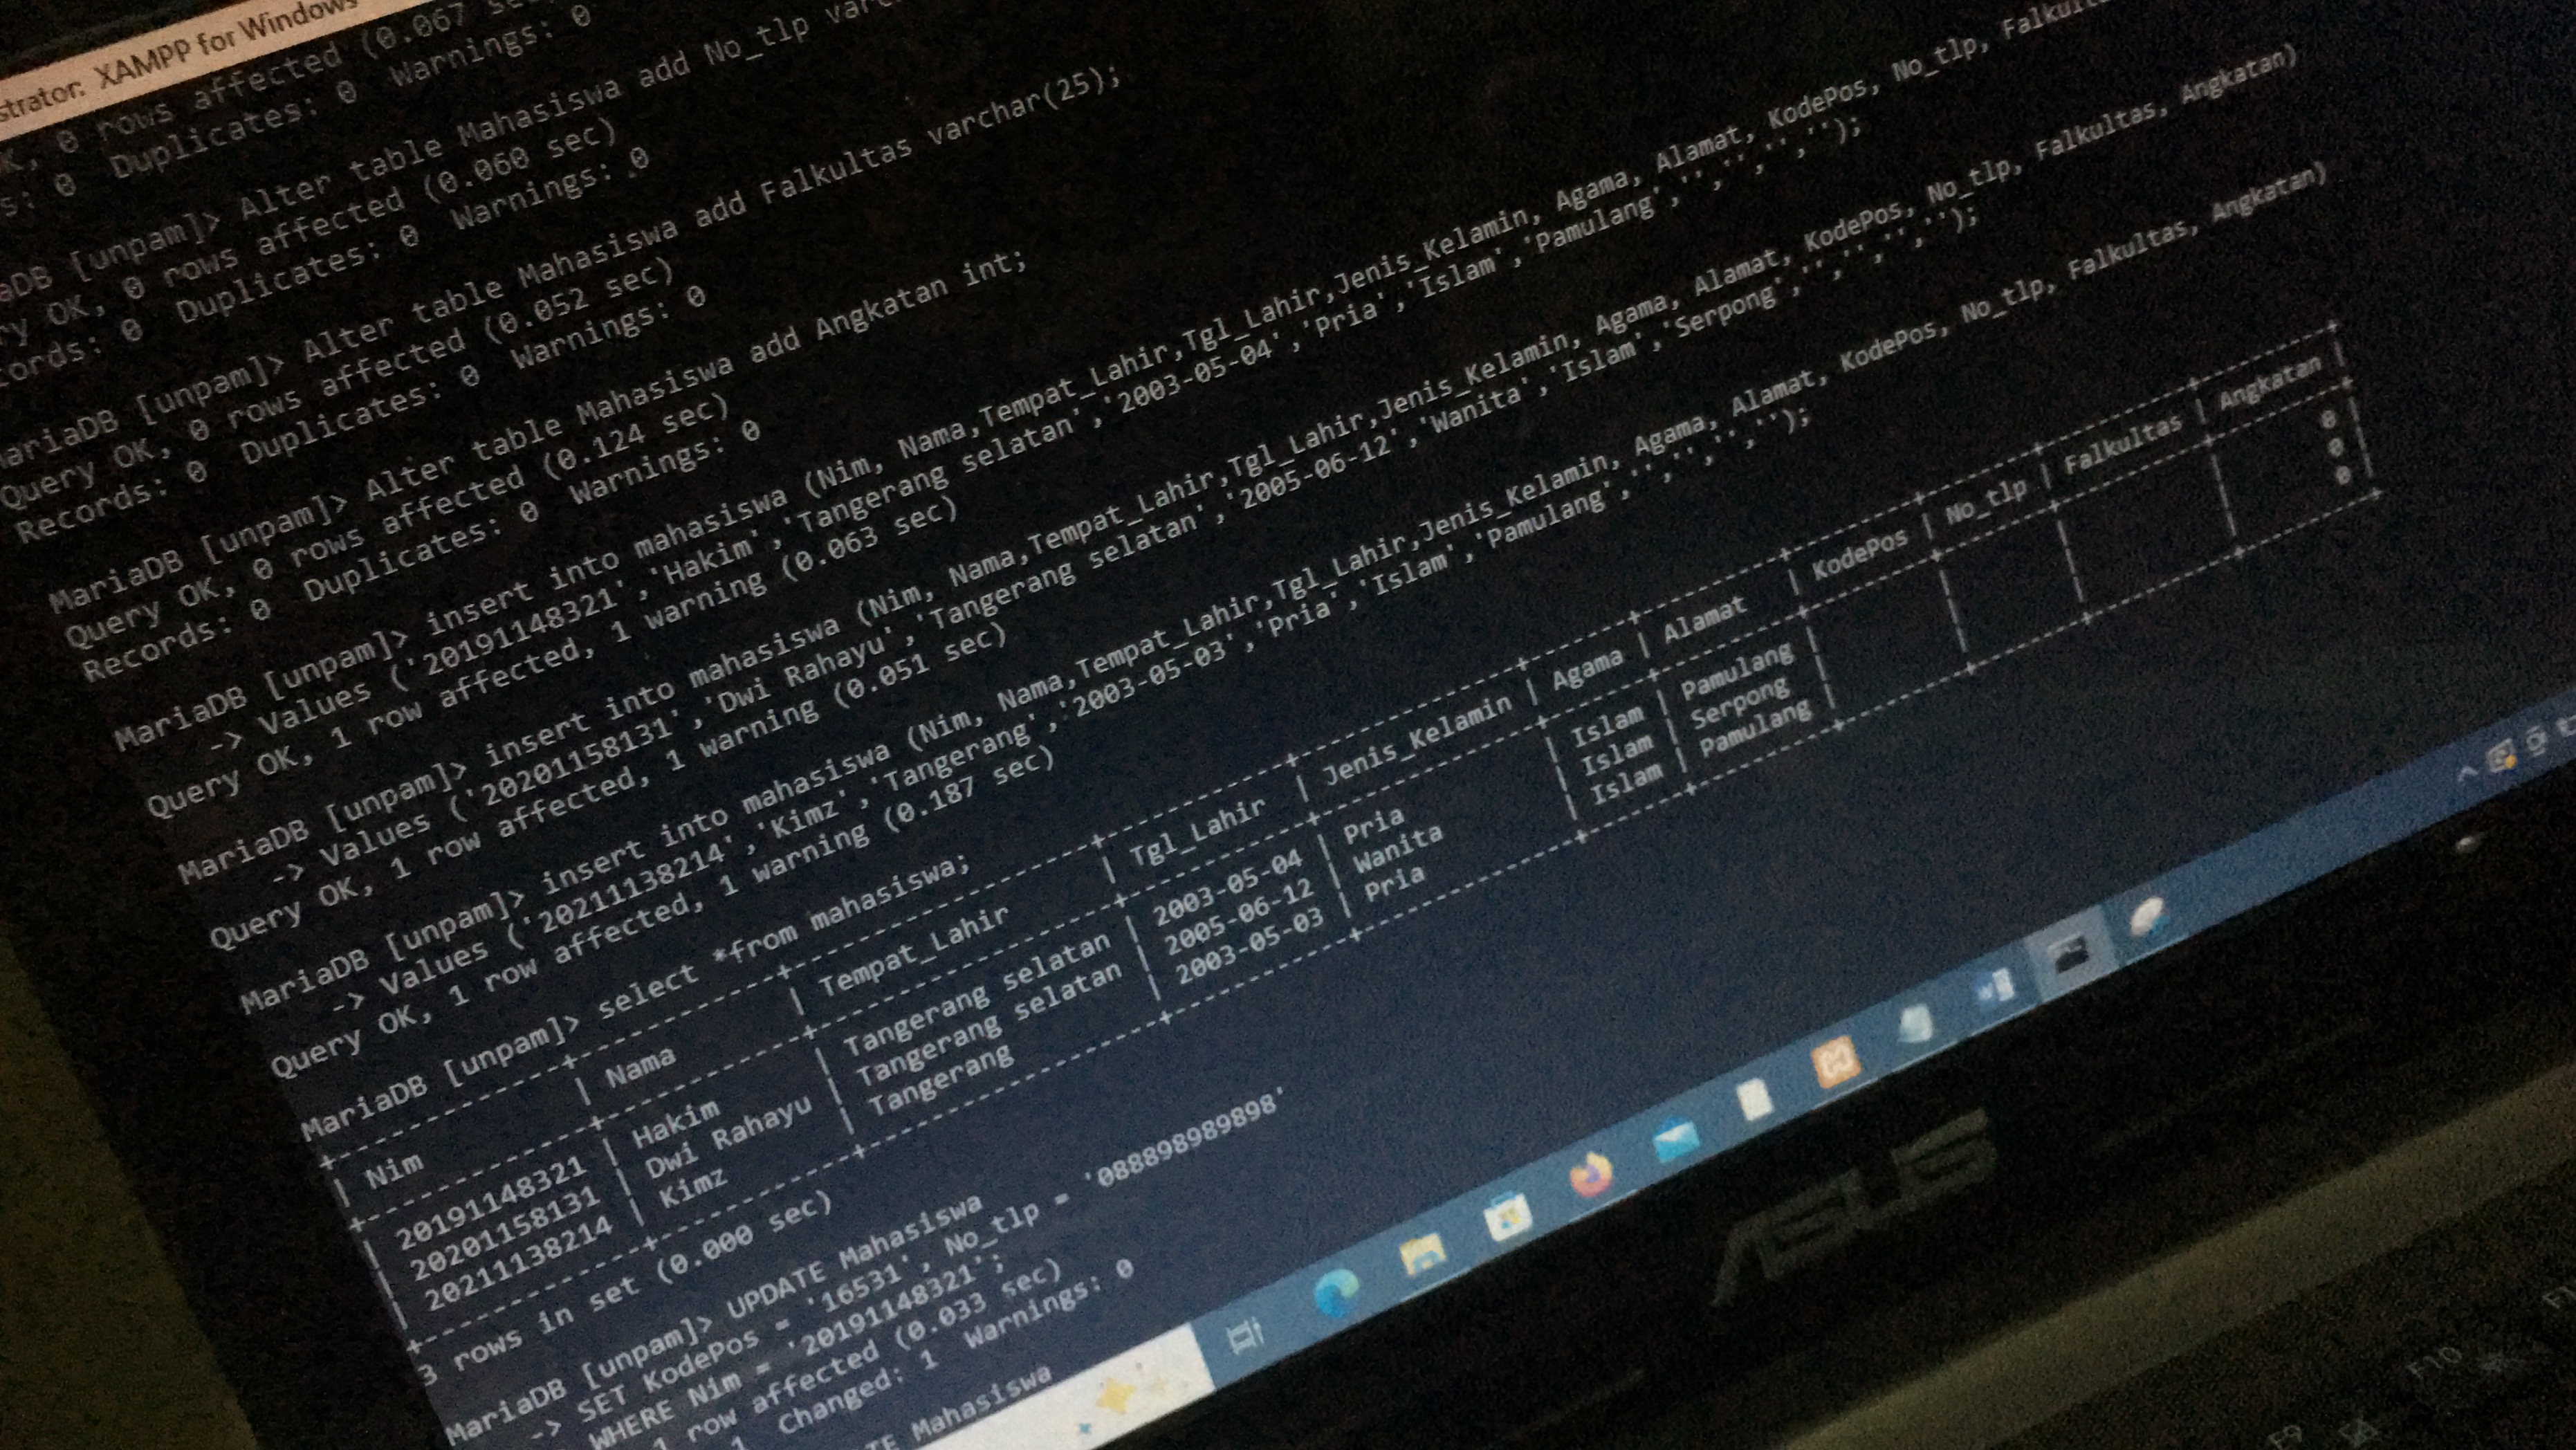 strator: XAMPP for Windows
0 rows affected (0.067
s: 0 Duplicates: 0 Warnings: 0
aDB [unpam]> Alter table Mahasiswa add No_tlp
ry OK, 0 rows affected (0.060 sec)
cords: 0 Duplicates: 0 Warnings: 0
MariaDB [unpam]> Alter table Mahasiswa add Falkultas varchar(25);
Query OK, 0 rows affected (0.052 sec)
Records: 0 Duplicates: 0 Warnings: 0
MariaDB [unpam]> Alter table Mahasiswa add Angkatan int;
Query OK, 0 rows affected (0.124 sec)
Records: 0 Duplicates: 0 Warnings: 0
MariaDB [unpam]> insert into mahasiswa (Nim, Nama,Tempat_Lahir,Tgl_Lahir,Jenis_Kelamin, Agama, Alamat, KodePos, No_tlp,
-> Values ('20191148321','Hakim','Tangerang selatan','2003-05-04','Pria','Islam','Pamulang','','','','');
Query OK, 1 row affected, 1 warning (0.063 sec)
MariaDB [unpam]> insert into mahasiswa (Nim, Nama,Tempat_Lahir,Tgl_Lahir,Jenis_Kelamin, Agama, Alamat, KodePos, No_tlp, Falkultas, Angkatan)
-> Values ('20201158131','Dwi Rahayu','Tangerang selatan','2005-06-12','Wanita','Islam','Serpong','','','','');
Query OK, 1 row affected, 1 warning (0.051 sec)
MariaDB [unpam]> insert into mahasiswa (Nim, Nama,Tempat_Lahir,Tgl_Lahir,Jenis_Kelamin, Agama, Alamat, KodePos, No_tlp, Falkultas, Angkatan)
-> Values ('20211138214','Kimz','Tangerang','2003-05-03','Pria','Islam','Pamulang','','','','');
Query OK, 1 row affected, 1 warning (0.187 sec)
MariaDB [unpam]> select *from mahasiswa;
| Nim | Nama | Tempat_Lahir | Tgl_Lahir | Jenis_Kelamin | Agama | Alamat | KodePos | No_tlp | Falkultas | Angkatan |
| 20191148321 | Hakim | Tangerang selatan | 2003-05-04 | Pria | Islam | Pamulang | | | | 0 |
| 20201158131 | Dwi Rahayu | Tangerang selatan | 2005-06-12 | Wanita | Islam | Serpong | | | | 0 |
| 20211138214 | Kimz | Tangerang | 2003-05-03 | Pria | Islam | Pamulang | | | | 0 |
3 rows in set (0.000 sec)
MariaDB [unpam]> UPDATE Mahasiswa
-> SET KodePos = '16531', No_tlp = '088898989898'
WHERE Nim = '20191148321';
1 row affected (0.033 sec)
1 Changed: 1 Warnings: 0
TE Mahasiswa
ASUS
F9
F10